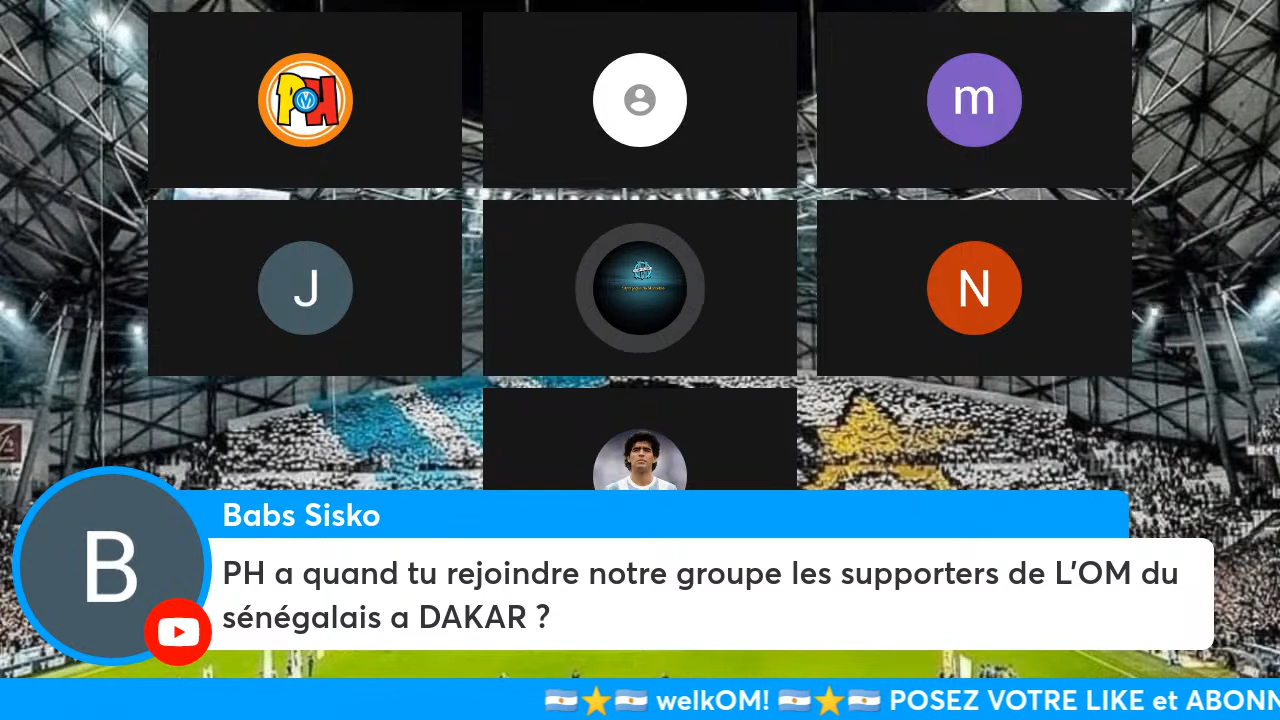 PH
m
J
N
Babs Sisko
B
PH a quand tu rejoindre notre groupe les supporters de L'OM du
sénégalais a DAKAR ?
🇦🇷⭐🇦🇷 welkOM! 🇦🇷⭐🇦🇷 POSEZ VOTRE LIKE et ABONN